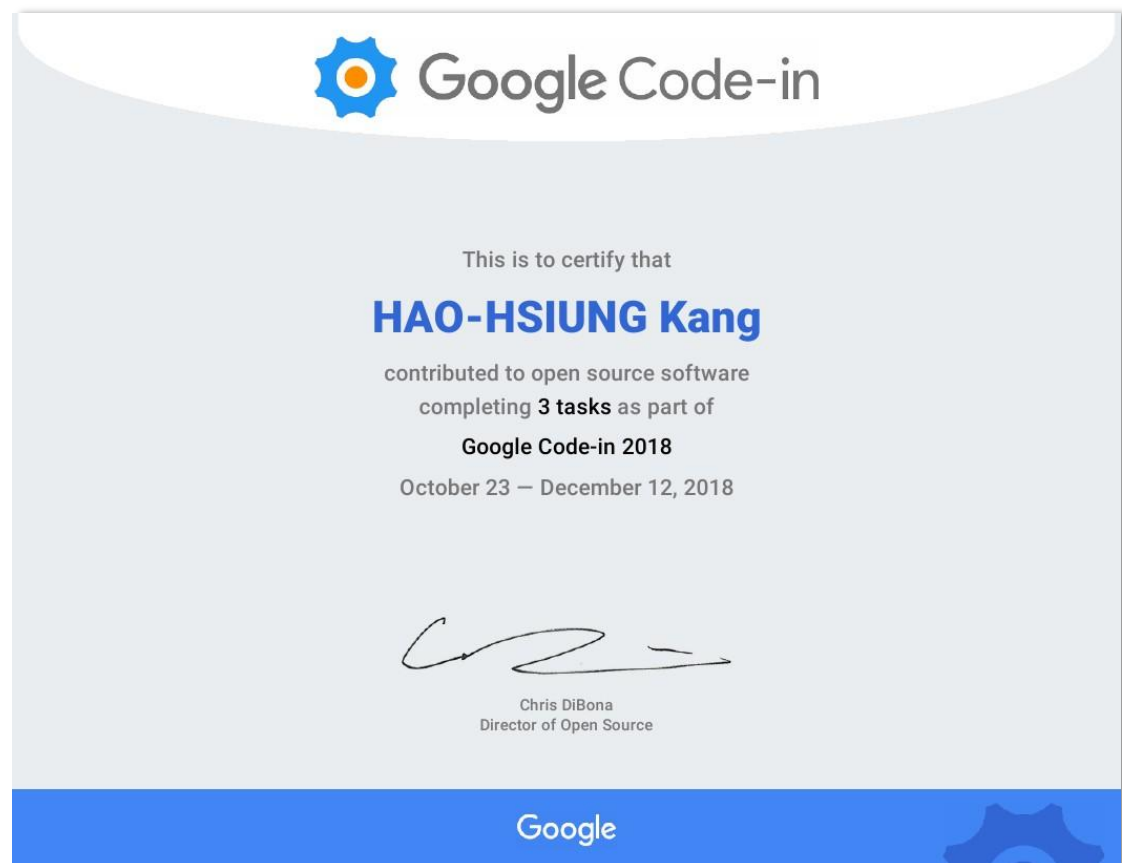 Google Code-in
This is to certify that
HAO-HSIUNG Kang
contributed to open source software
completing 3 tasks as part of
Google Code-in 2018
October 23 — December 12, 2018
Chris DiBona
Director of Open Source
Google